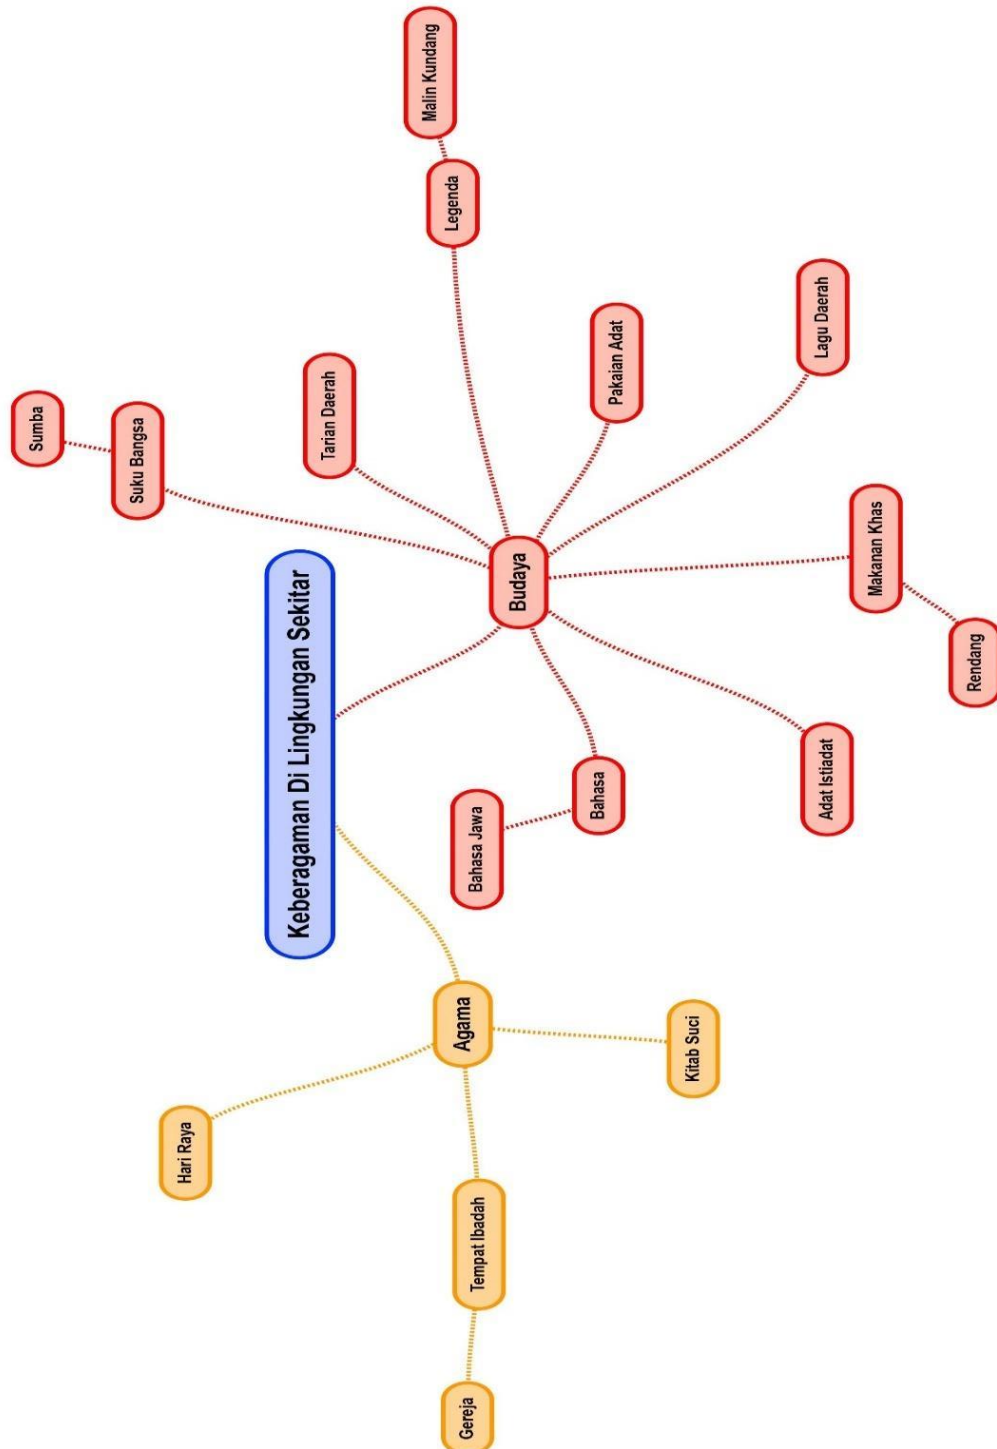 Keberagaman Di Lingkungan Sekitar
Agama
Hari Raya
Tempat Ibadah
Gereja
Kitab Suci
Budaya
Suku Bangsa
Sumba
Tarian Daerah
Legenda
Malin Kundang
Pakaian Adat
Lagu Daerah
Makanan Khas
Rendang
Adat Istiadat
Bahasa
Bahasa Jawa